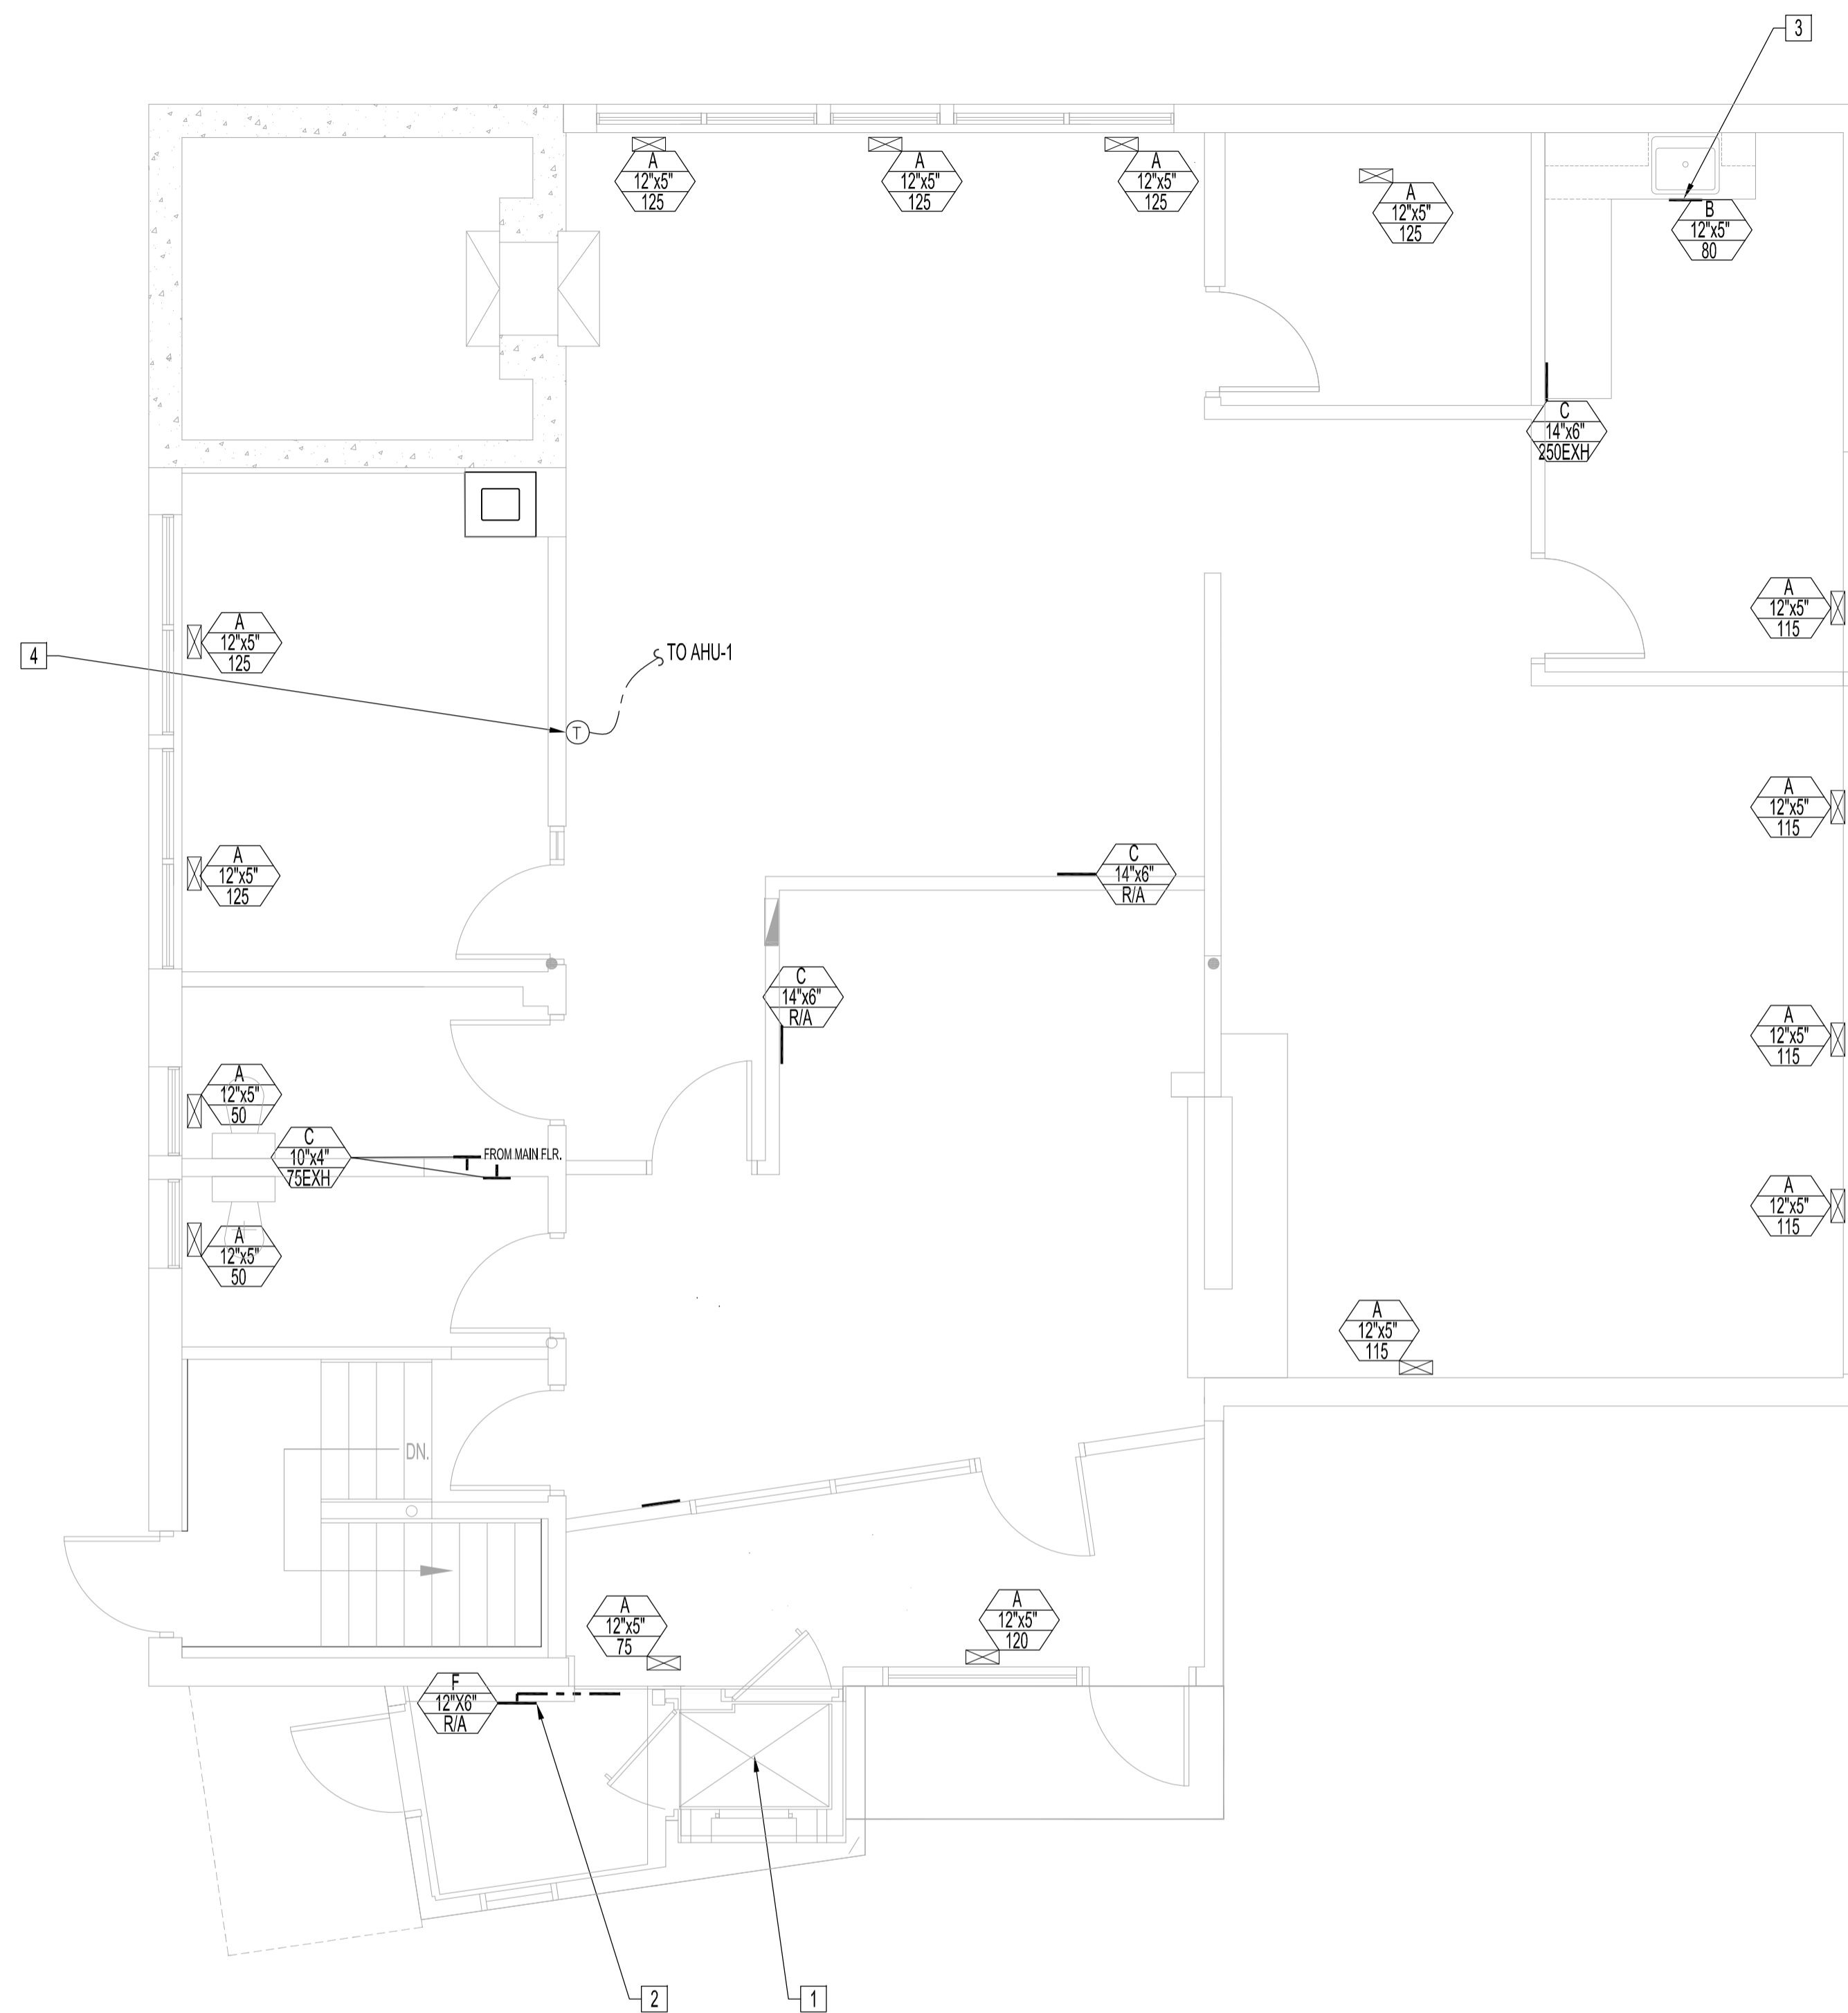 3
A
12"x5"
125
A
12"x5"
125
A
12"x5"
125
A
12"x5"
125
B
12"x5"
80
C
14"x6"
250EXH
A
12"x5"
115
A
12"x5"
125
4
TO AHU-1
T
A
12"x5"
115
A
12"x5"
125
C
14"x6"
R/A
C
14"x6"
R/A
A
12"x5"
115
A
12"x5"
50
C
10"x4"
75EXH
FROM MAIN FLR.
A
12"x5"
115
A
12"x5"
50
A
12"x5"
115
DN.
A
12"x5"
75
A
12"x5"
120
F
12"X6"
R/A
2
1